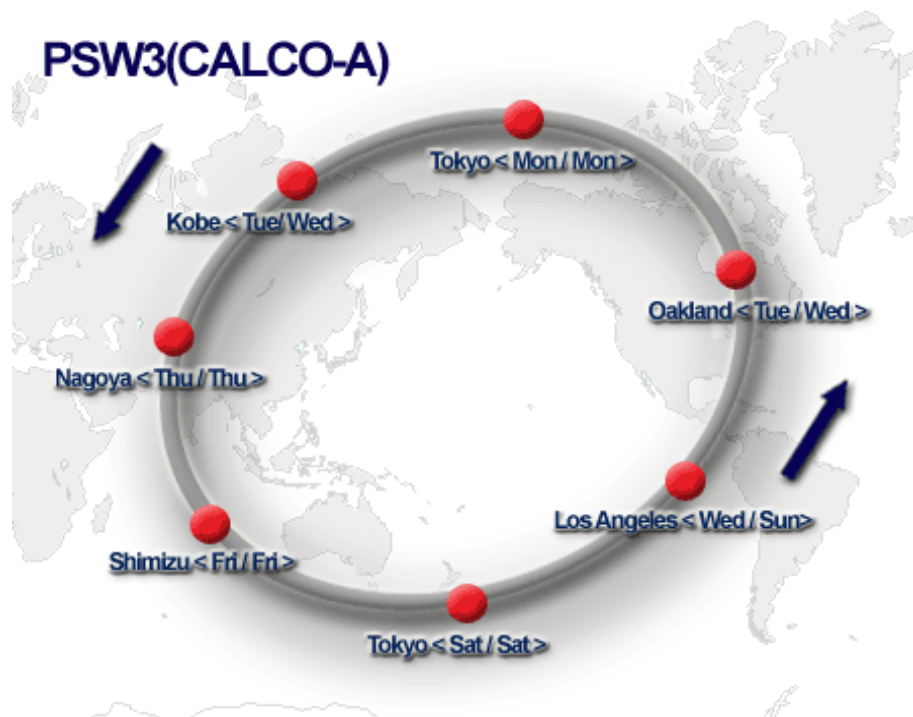 PSW3(CALCO-A)
Tokyo < Mon / Mon >
Kobe < Tue/ Wed >
Oakland < Tue / Wed >
Nagoya < Thu / Thu >
Los Angeles < Wed / Sun>
Shimizu < Fri / Fri >
Tokyo < Sat / Sat >